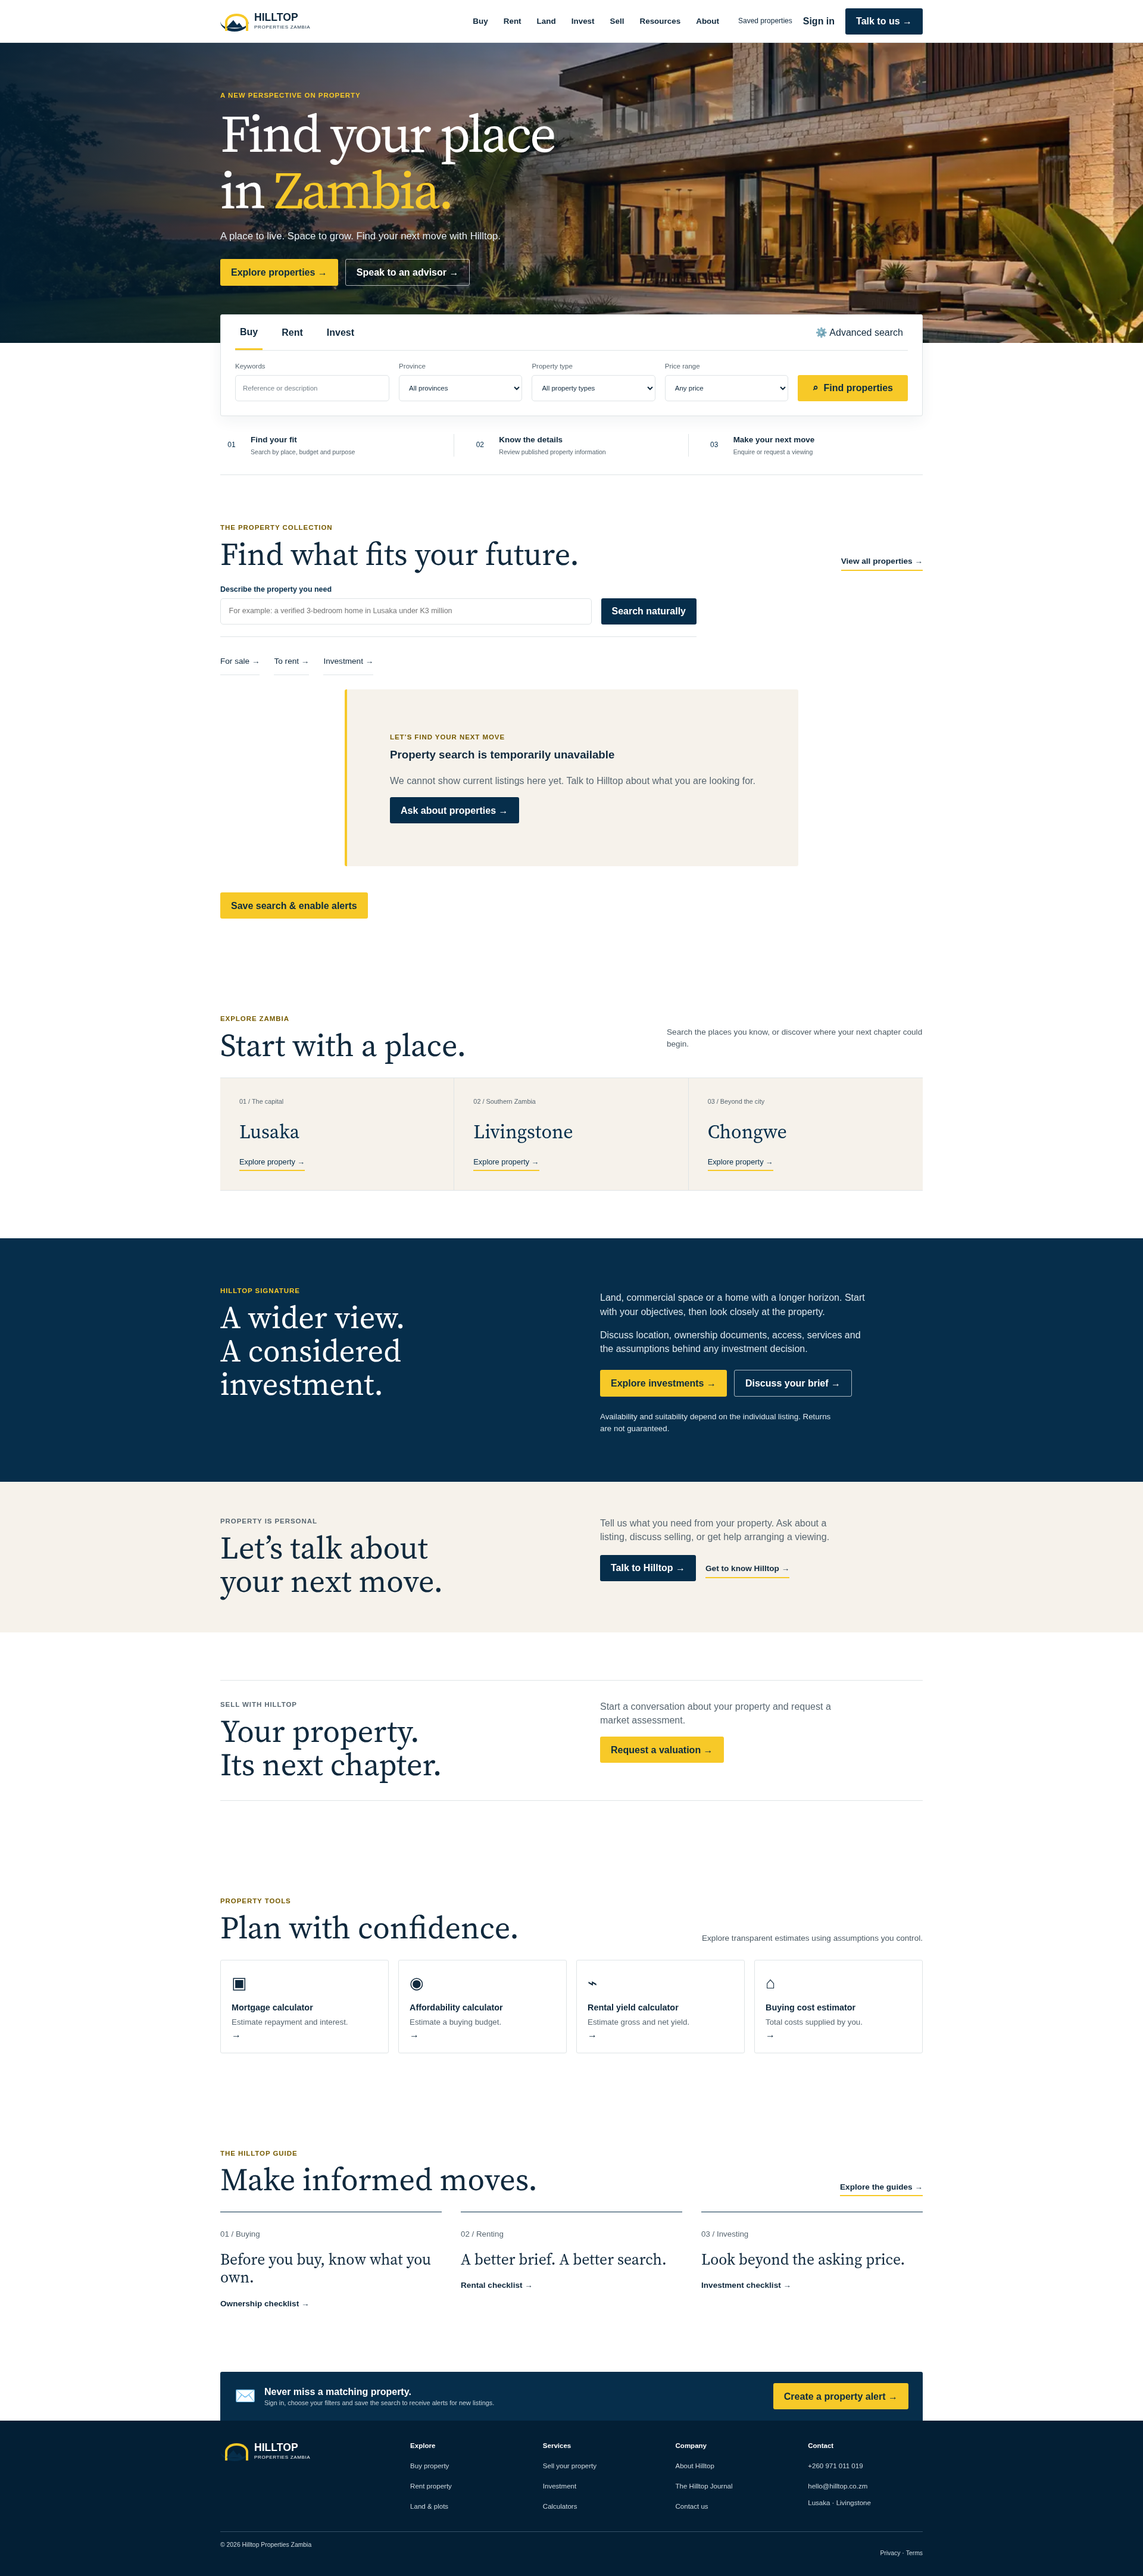 HILLTOP
PROPERTIES ZAMBIA
Buy Rent Land Invest Sell Resources About Saved properties Sign in Talk to us →
A NEW PERSPECTIVE ON PROPERTY
Find your place
in Zambia.
A place to live. Space to grow. Find your next move with Hilltop.
Explore properties → Speak to an advisor →
Buy Rent Invest ⚙️ Advanced search
Keywords Province Property type Price range
Reference or description All provinces All property types Any price ⌕ Find properties
01 Find your fit
Search by place, budget and purpose
02 Know the details
Review published property information
03 Make your next move
Enquire or request a viewing
THE PROPERTY COLLECTION
Find what fits your future.
View all properties →
Describe the property you need
For example: a verified 3-bedroom home in Lusaka under K3 million Search naturally
For sale → To rent → Investment →
LET'S FIND YOUR NEXT MOVE
Property search is temporarily unavailable
We cannot show current listings here yet. Talk to Hilltop about what you are looking for.
Ask about properties →
Save search & enable alerts
EXPLORE ZAMBIA
Start with a place.
Search the places you know, or discover where your next chapter could
begin.
01 / The capital
Lusaka
Explore property →
02 / Southern Zambia
Livingstone
Explore property →
03 / Beyond the city
Chongwe
Explore property →
HILLTOP SIGNATURE
A wider view.
A considered
investment.
Land, commercial space or a home with a longer horizon. Start
with your objectives, then look closely at the property.
Discuss location, ownership documents, access, services and
the assumptions behind any investment decision.
Explore investments → Discuss your brief →
Availability and suitability depend on the individual listing. Returns
are not guaranteed.
PROPERTY IS PERSONAL
Let’s talk about
your next move.
Tell us what you need from your property. Ask about a
listing, discuss selling, or get help arranging a viewing.
Talk to Hilltop → Get to know Hilltop →
SELL WITH HILLTOP
Your property.
Its next chapter.
Start a conversation about your property and request a
market assessment.
Request a valuation →
PROPERTY TOOLS
Plan with confidence.
Explore transparent estimates using assumptions you control.
Mortgage calculator
Estimate repayment and interest.
→
Affordability calculator
Estimate a buying budget.
→
Rental yield calculator
Estimate gross and net yield.
→
Buying cost estimator
Total costs supplied by you.
→
THE HILLTOP GUIDE
Make informed moves.
Explore the guides →
01 / Buying
Before you buy, know what you
own.
Ownership checklist →
02 / Renting
A better brief. A better search.
Rental checklist →
03 / Investing
Look beyond the asking price.
Investment checklist →
Never miss a matching property.
Sign in, choose your filters and save the search to receive alerts for new listings.
Create a property alert →
HILLTOP
PROPERTIES ZAMBIA
Explore
Buy property
Rent property
Land & plots
Services
Sell your property
Investment
Calculators
Company
About Hilltop
The Hilltop Journal
Contact us
Contact
+260 971 011 019
hello@hilltop.co.zm
Lusaka · Livingstone
© 2026 Hilltop Properties Zambia
Privacy · Terms